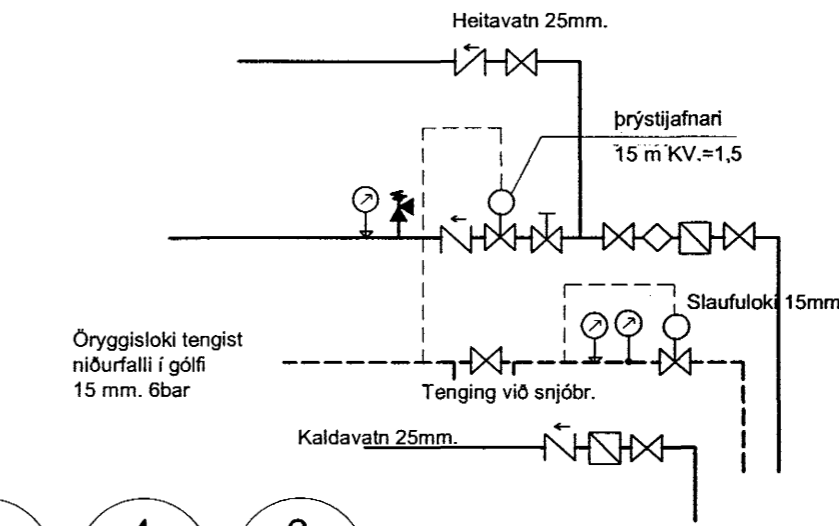 Heitavatn 25mm.
þrýstijafnari
15 m KV.=1,5
Slaufuloki 15mm
Öryggisloki tengist
niðurfalli í gólfi
15 mm. 6bar
Tenging við snjóbr.
Kaldavatn 25mm.